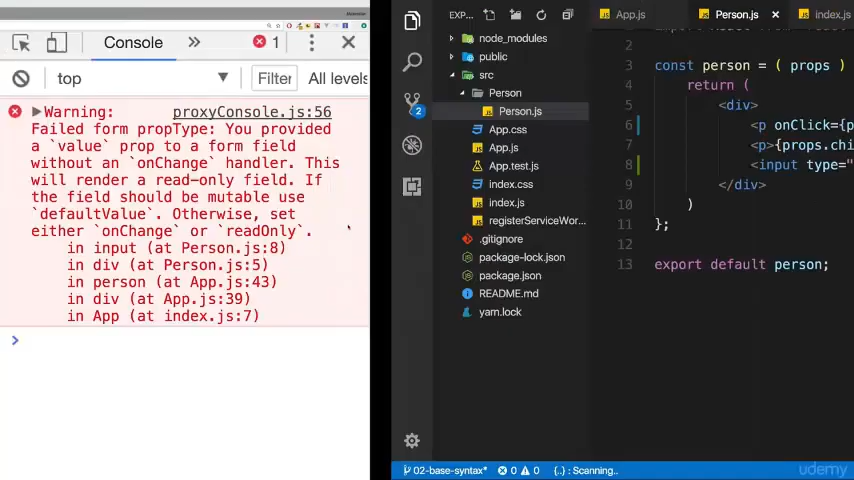 Console
1
top
Filter
All levels
Warning: proxyConsole.js:56
Failed form propType: You provided
a `value` prop to a form field
without an `onChange` handler. This
will render a read-only field. If
the field should be mutable use
`defaultValue`. Otherwise, set
either `onChange` or `readOnly`.
in input (at Person.js:8)
in div (at Person.js:5)
in person (at App.js:43)
in div (at App.js:39)
in App (at index.js:7)
EXP...
node_modules
public
src
Person
Person.js
App.css
App.js
App.test.js
index.css
index.js
registerServiceWor...
.gitignore
package-lock.json
package.json
README.md
yarn.lock
2
App.js
Person.js
index.js
2
3 const person = ( props )
4 return (
5 <div>
6 <p onClick={p
7 <p>{props.chi
8 <input type="
9 </div>
10 )
11 };
12
13 export default person;
02-base-syntax* 0 0 {..} : Scanning..
udemy